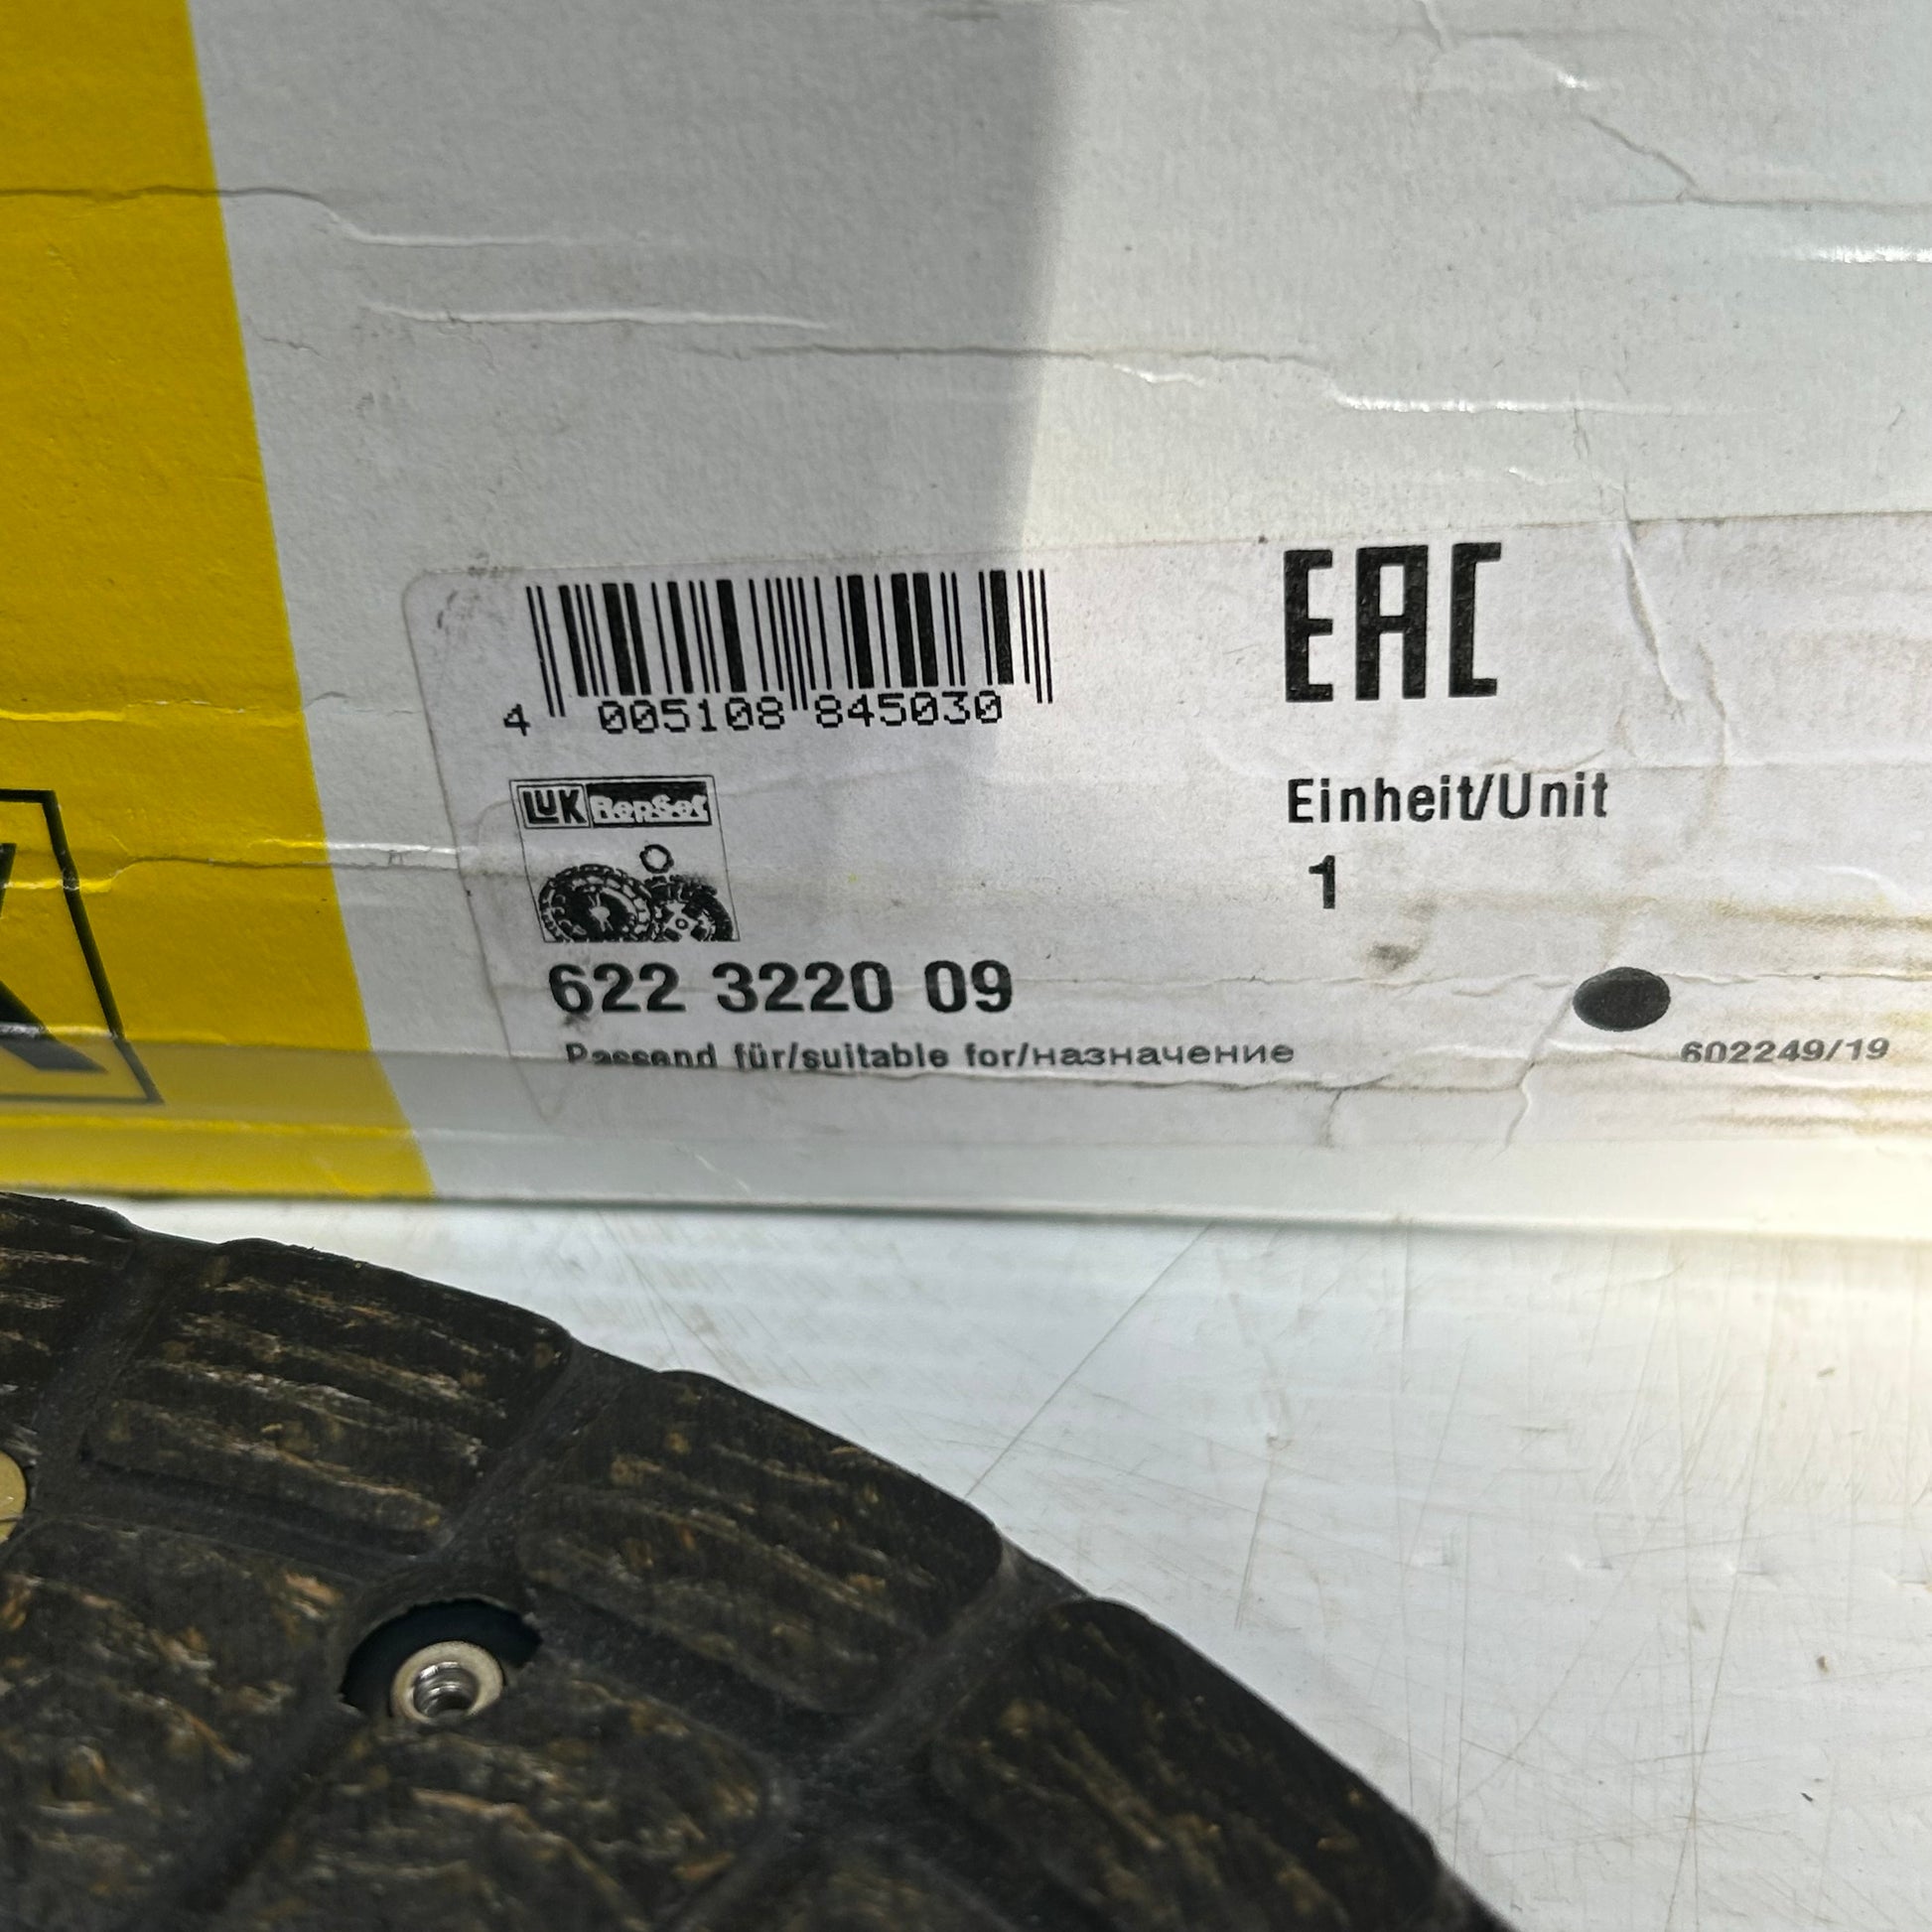 4 005108 845030
EAC
Einheit/Unit
1
LUK RepSet
622 3220 09
Passend für/suitable for/назначение
602249/19